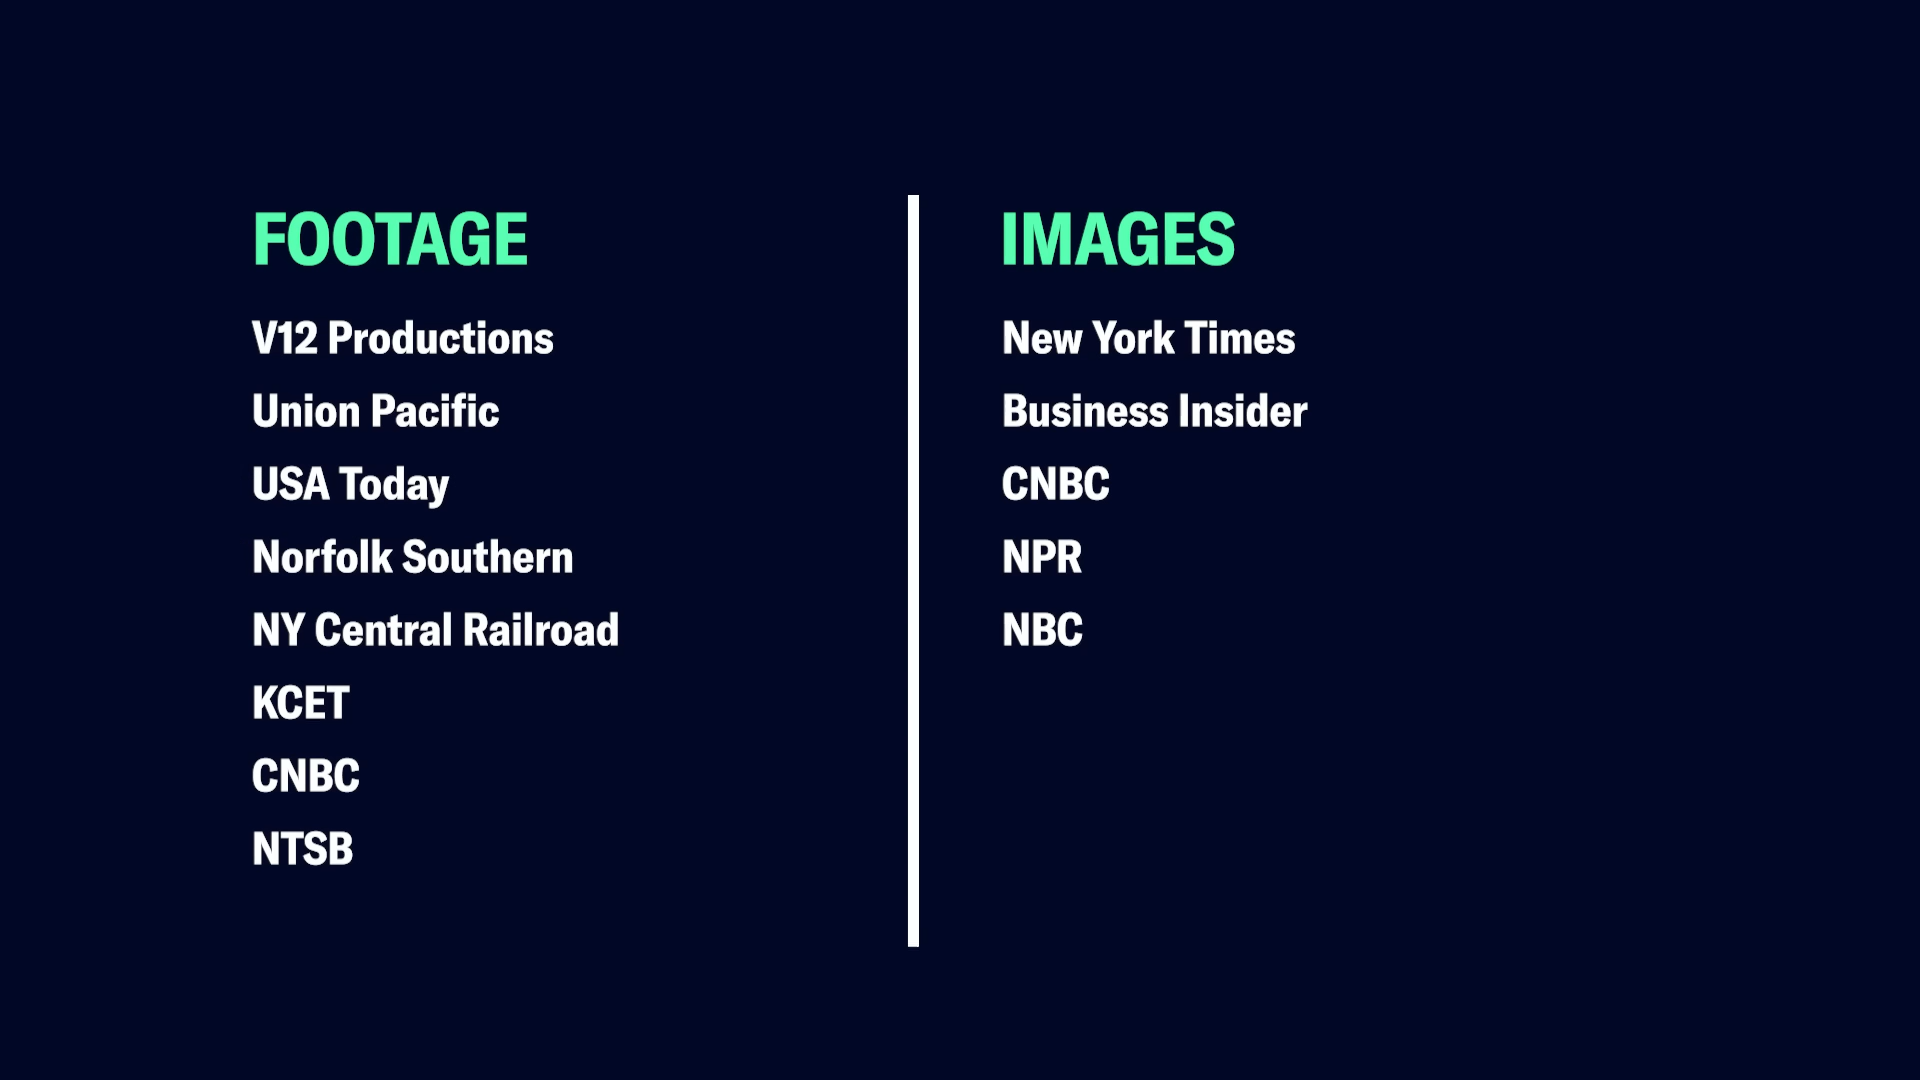 FOOTAGE
V12 Productions
Union Pacific
USA Today
Norfolk Southern
NY Central Railroad
KCET
CNBC
NTSB
IMAGES
New York Times
Business Insider
CNBC
NPR
NBC